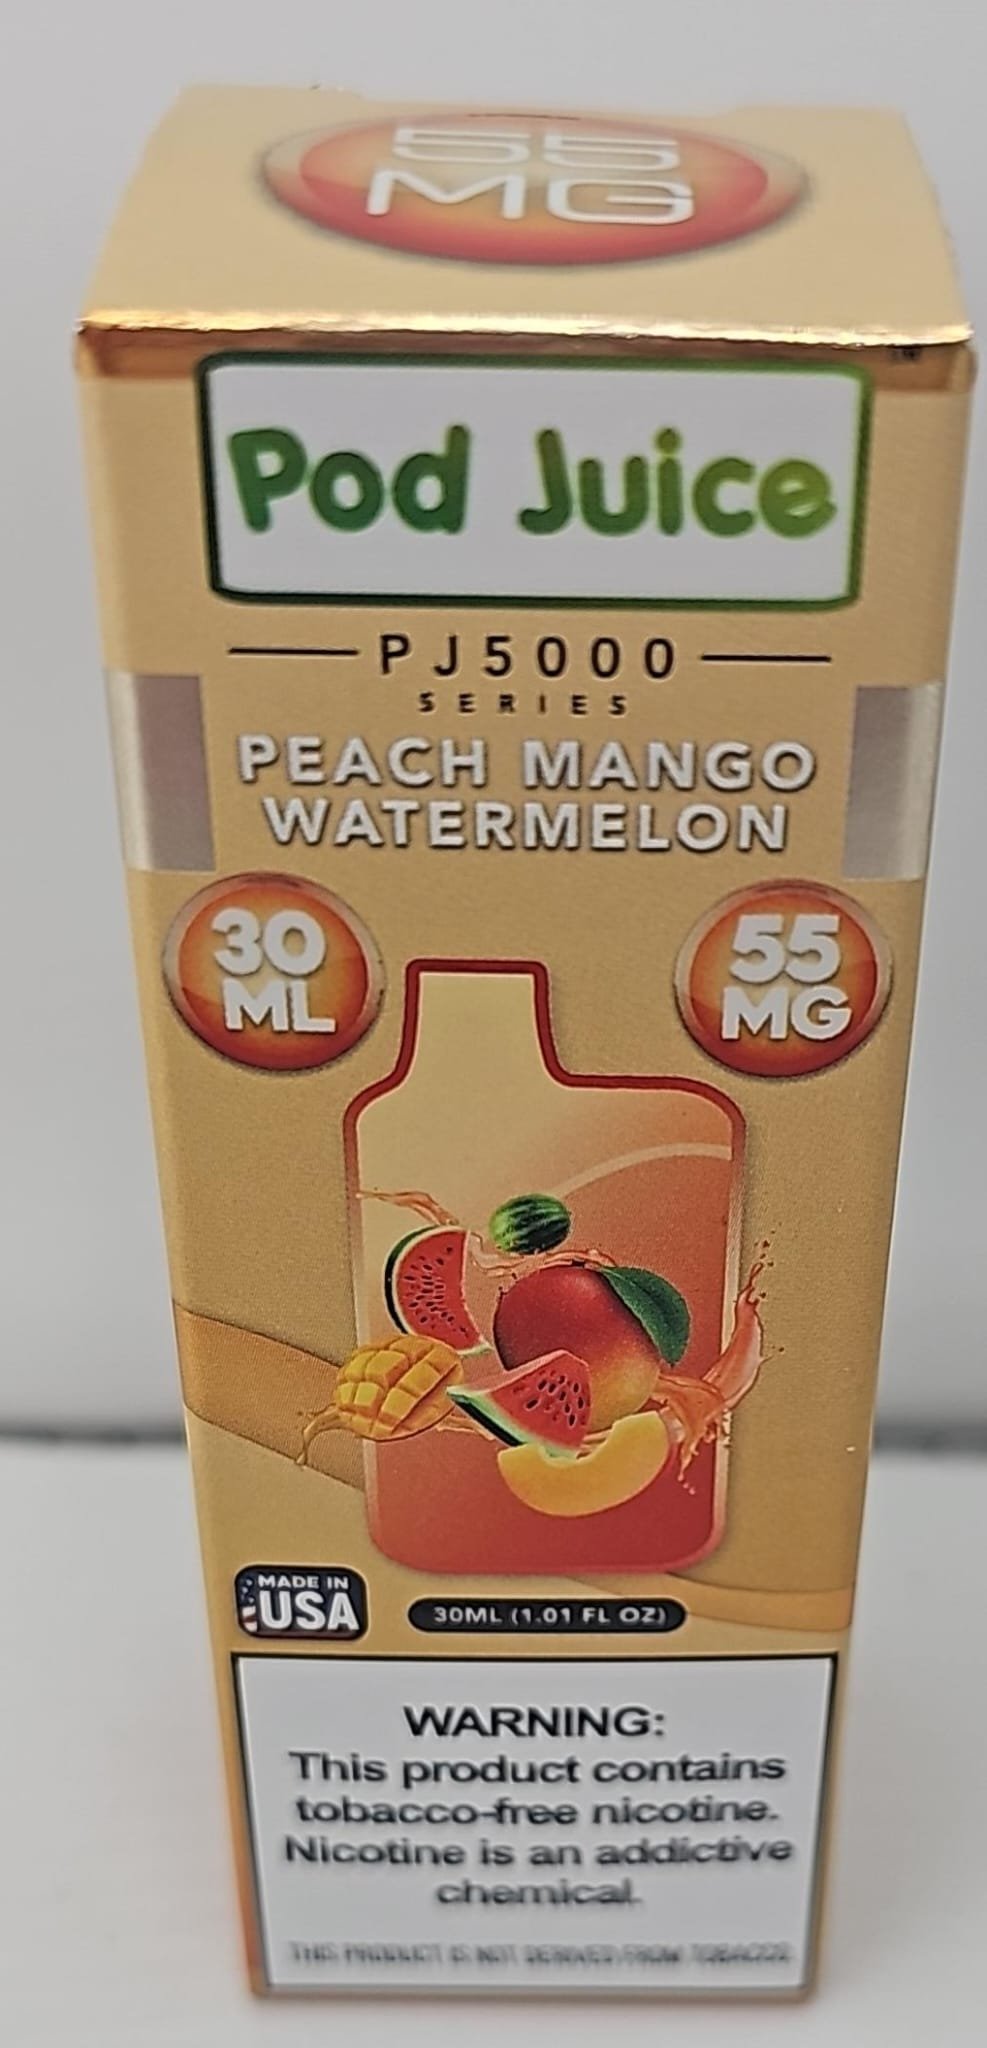 55
MG
Pod Juice
PJ5000
SERIES
PEACH MANGO
WATERMELON
30
ML
55
MG
MADE IN
USA
30ML (1.01 FL OZ)
WARNING:
This product contains
tobacco-free nicotine.
Nicotine is an addictive
chemical.
THIS PRODUCT IS NOT DERIVED FROM TOBACCO